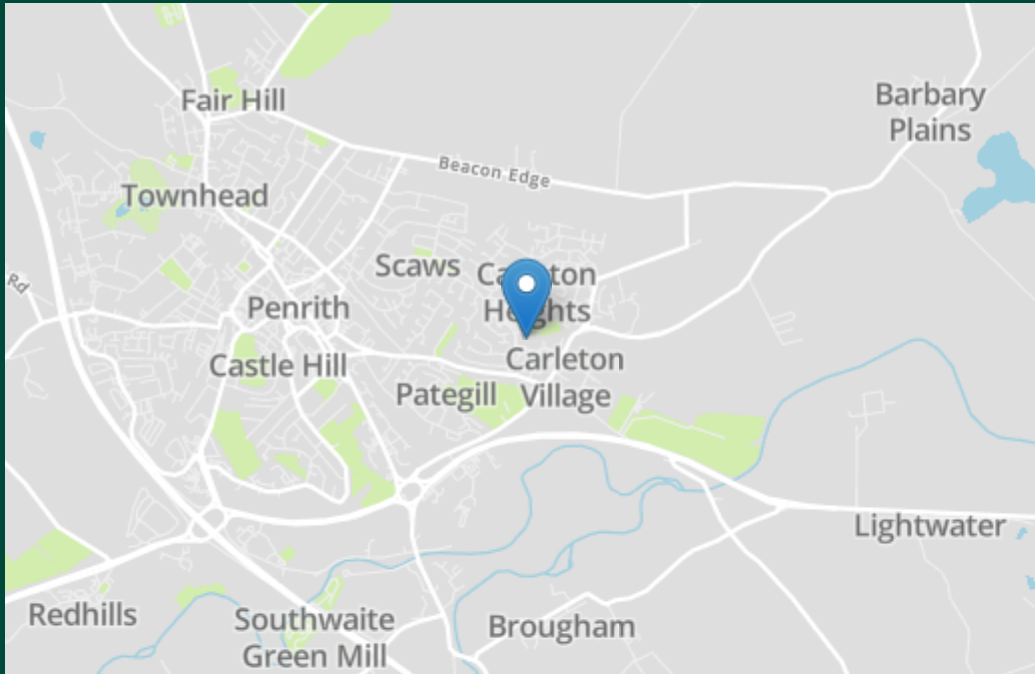 Fair Hill
Barbary
Plains
Beacon Edge
Townhead
Scaws
Rd
Heights
Penrith
Castle Hill
Carleton
Village
Pategill
Lightwater
Redhills
Southwaite
Green Mill
Brougham